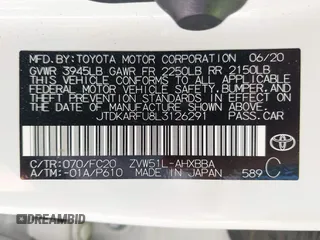 MFD. BY: TOYOTA MOTOR CORPORATION 06/20
GVWR 3945LB GAWR FR 2250LB RR 2150LB
THIS VEHICLE CONFORMS TO ALL APPLICABLE
FEDERAL MOTOR VEHICLE SAFETY, BUMPER, AND
THEFT PREVENTION STANDARDS IN EFFECT ON
THE DATE OF MANUFACTURE SHOWN ABOVE.
JTDKARFU8L3126291 PASS.CAR
TOYOTA
C/TR: 070/FC20 ZVW51L-AHXBBA
A/TM: -01A/P610 MADE IN JAPAN 589 C